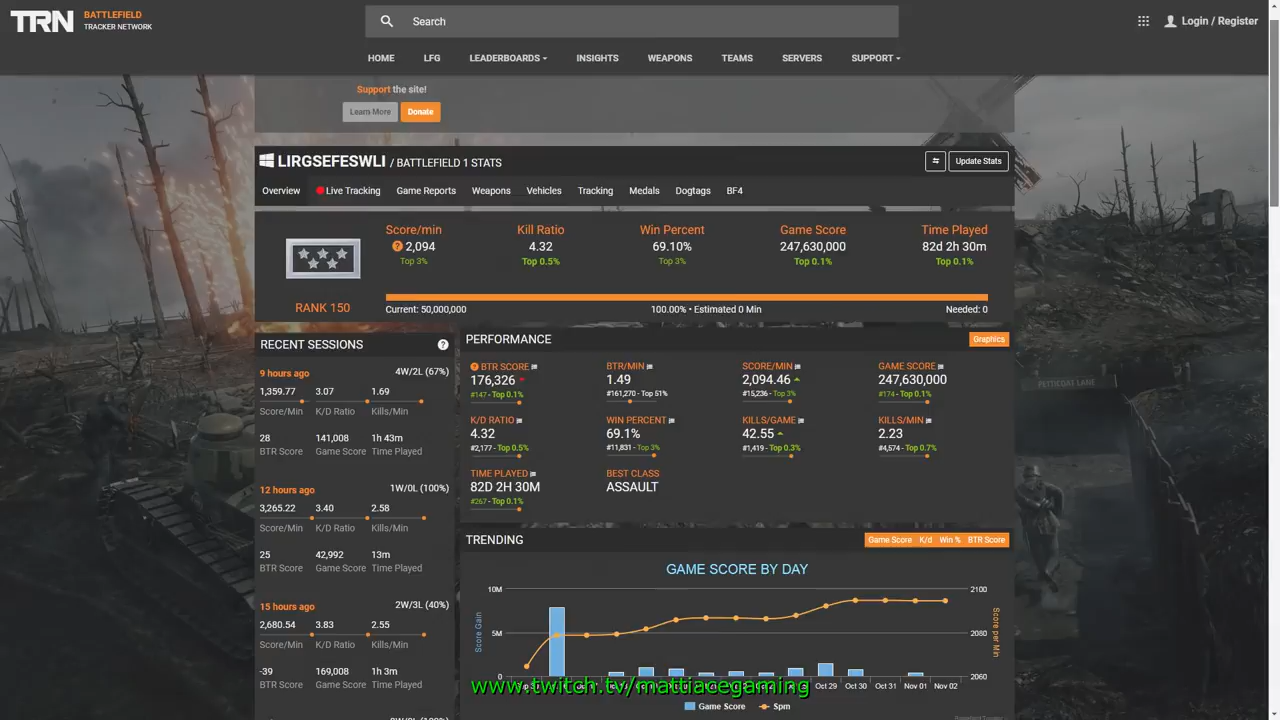 TRN BATTLEFIELD
TRACKER NETWORK
Search
Login / Register
HOME LFG LEADERBOARDS INSIGHTS WEAPONS TEAMS SERVERS SUPPORT
Support the site!
Learn More Donate
LIRGSEFESWLI / BATTLEFIELD 1 STATS
Update Stats
Overview Live Tracking Game Reports Weapons Vehicles Tracking Medals Dogtags BF4
Score/min Kill Ratio Win Percent Game Score Time Played
? 2,094 4.32 69.10% 247,630,000 82d 2h 30m
Top 3% Top 0.5% Top 3% Top 0.1% Top 0.1%
RANK 150
Current: 50,000,000 100.00% • Estimated 0 Min Needed: 0
RECENT SESSIONS ?
9 hours ago 4W/2L (67%)
1,359.77 3.07 1.69
Score/Min K/D Ratio Kills/Min
28 141,008 1h 43m
BTR Score Game Score Time Played
12 hours ago 1W/0L (100%)
3,265.22 3.40 2.58
Score/Min K/D Ratio Kills/Min
25 42,992 13m
BTR Score Game Score Time Played
15 hours ago 2W/3L (40%)
2,680.54 3.83 2.55
Score/Min K/D Ratio Kills/Min
-39 169,008 1h 3m
BTR Score Game Score Time Played
PERFORMANCE Graphics
? BTR SCORE BTR/MIN SCORE/MIN GAME SCORE
176,326 1.49 2,094.46 247,630,000
#147 - Top 0.1% #161,270 - Top 51% #15,236 - Top 3% #174 - Top 0.1%
K/D RATIO WIN PERCENT KILLS/GAME KILLS/MIN
4.32 69.1% 42.55 2.23
#2,177 - Top 0.5% #11,831 - Top 3% #1,419 - Top 0.3% #4,574 - Top 0.7%
TIME PLAYED BEST CLASS
82D 2H 30M ASSAULT
#267 - Top 0.1%
TRENDING Game Score K/d Win % BTR Score
GAME SCORE BY DAY
10M 2100
Score Gain
5M 2080
Score per Min
0 2060
Oct 29 Oct 30 Oct 31 Nov 01 Nov 02
www.twitch.tv/mattiacegaming
Game Score Spm
PETTICOAT LANE